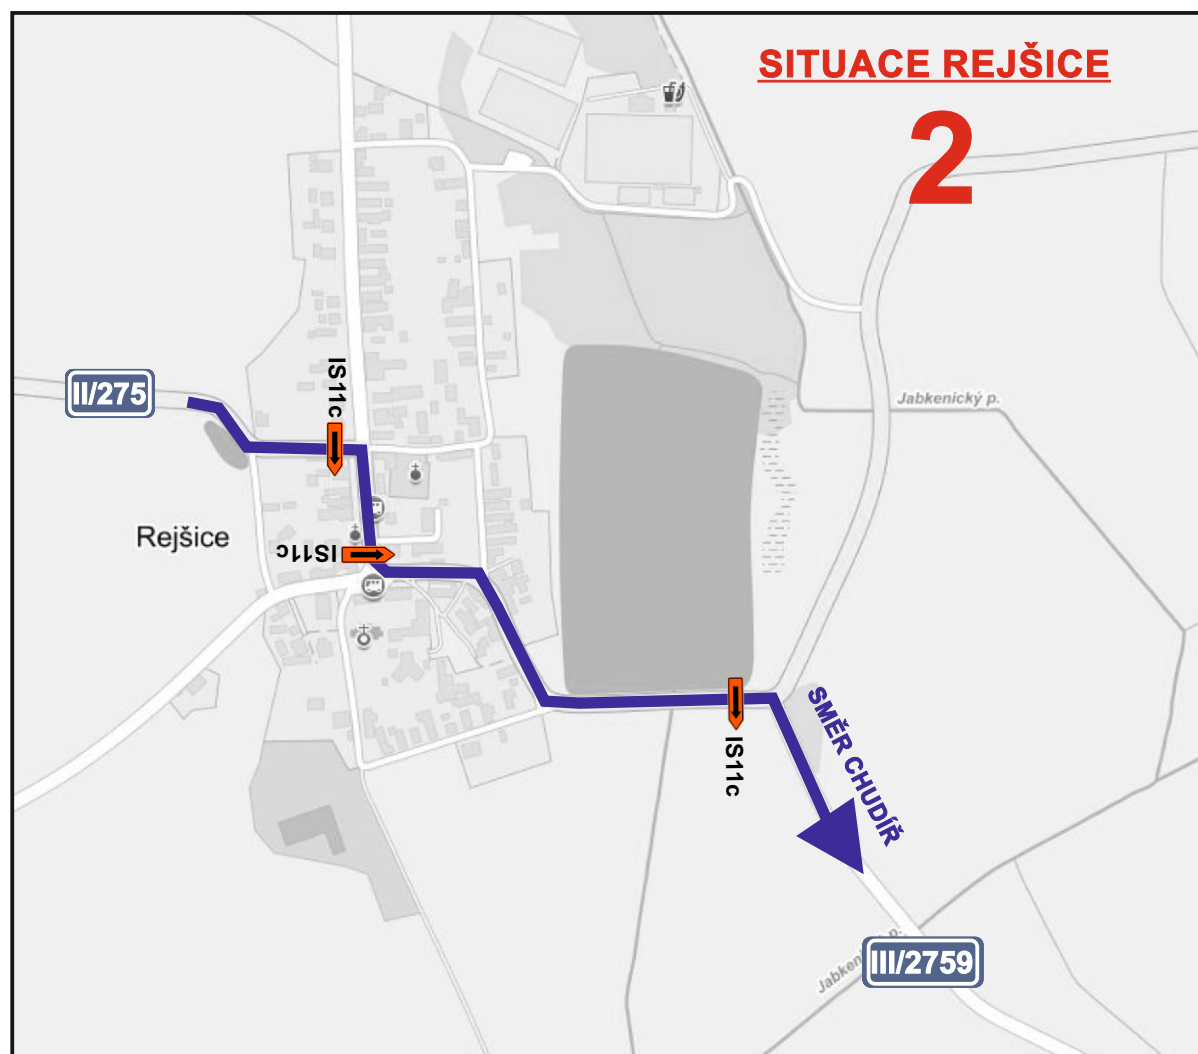 SITUACE REJŠICE
2
II/275
IS11c
Jabkenický p.
Rejšice
IS11c
IS11c
SMĚR CHUDÍŘ
III/2759